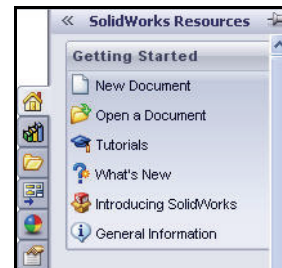 « SolidWorks Resources
Getting Started
New Document
Open a Document
Tutorials
What's New
Introducing SolidWorks
General Information